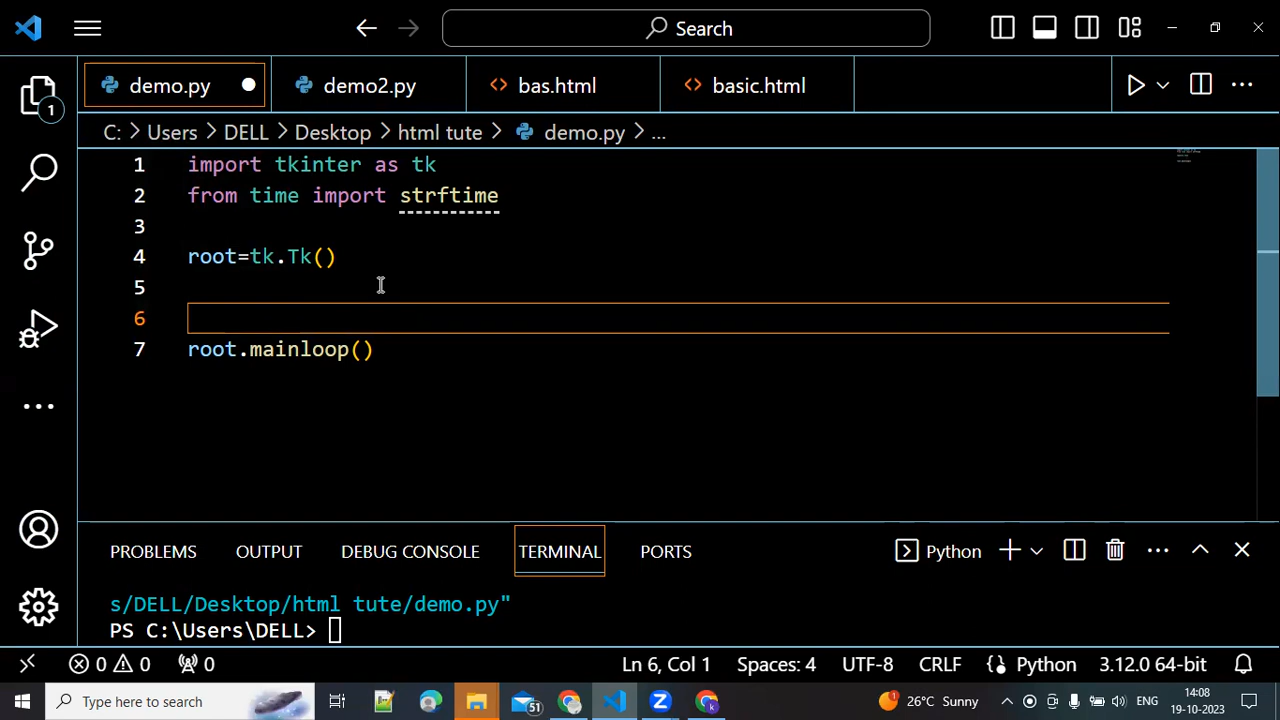 Search
demo.py
demo2.py
bas.html
basic.html
C: > Users > DELL > Desktop > html tute > demo.py > ...
1 import tkinter as tk
2 from time import strftime
3
4 root=tk.Tk()
5
6
7 root.mainloop()
1
PROBLEMS OUTPUT DEBUG CONSOLE TERMINAL PORTS Python
s/DELL/Desktop/html tute/demo.py"
PS C:\Users\DELL>
0 0 0 Ln 6, Col 1 Spaces: 4 UTF-8 CRLF Python 3.12.0 64-bit
Type here to search 51 1 26°C Sunny ENG 14:08
19-10-2023